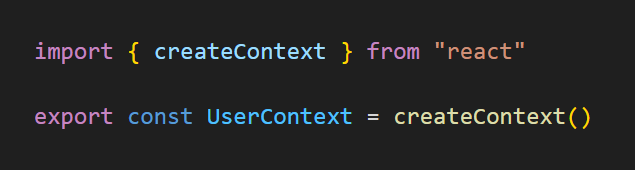 import { createContext } from "react"
export const UserContext = createContext()